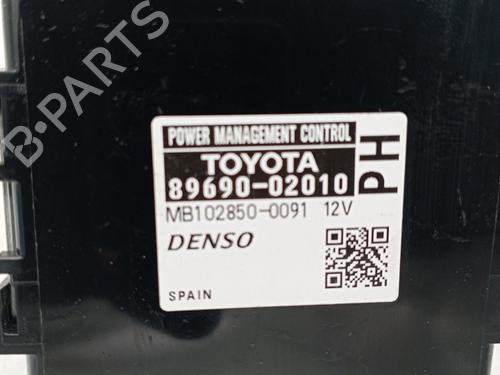 B-PARTS
POWER MANAGEMENT CONTROL
TOYOTA
89690-02010
PH
MB102850-0091 12V
DENSO
SPAIN